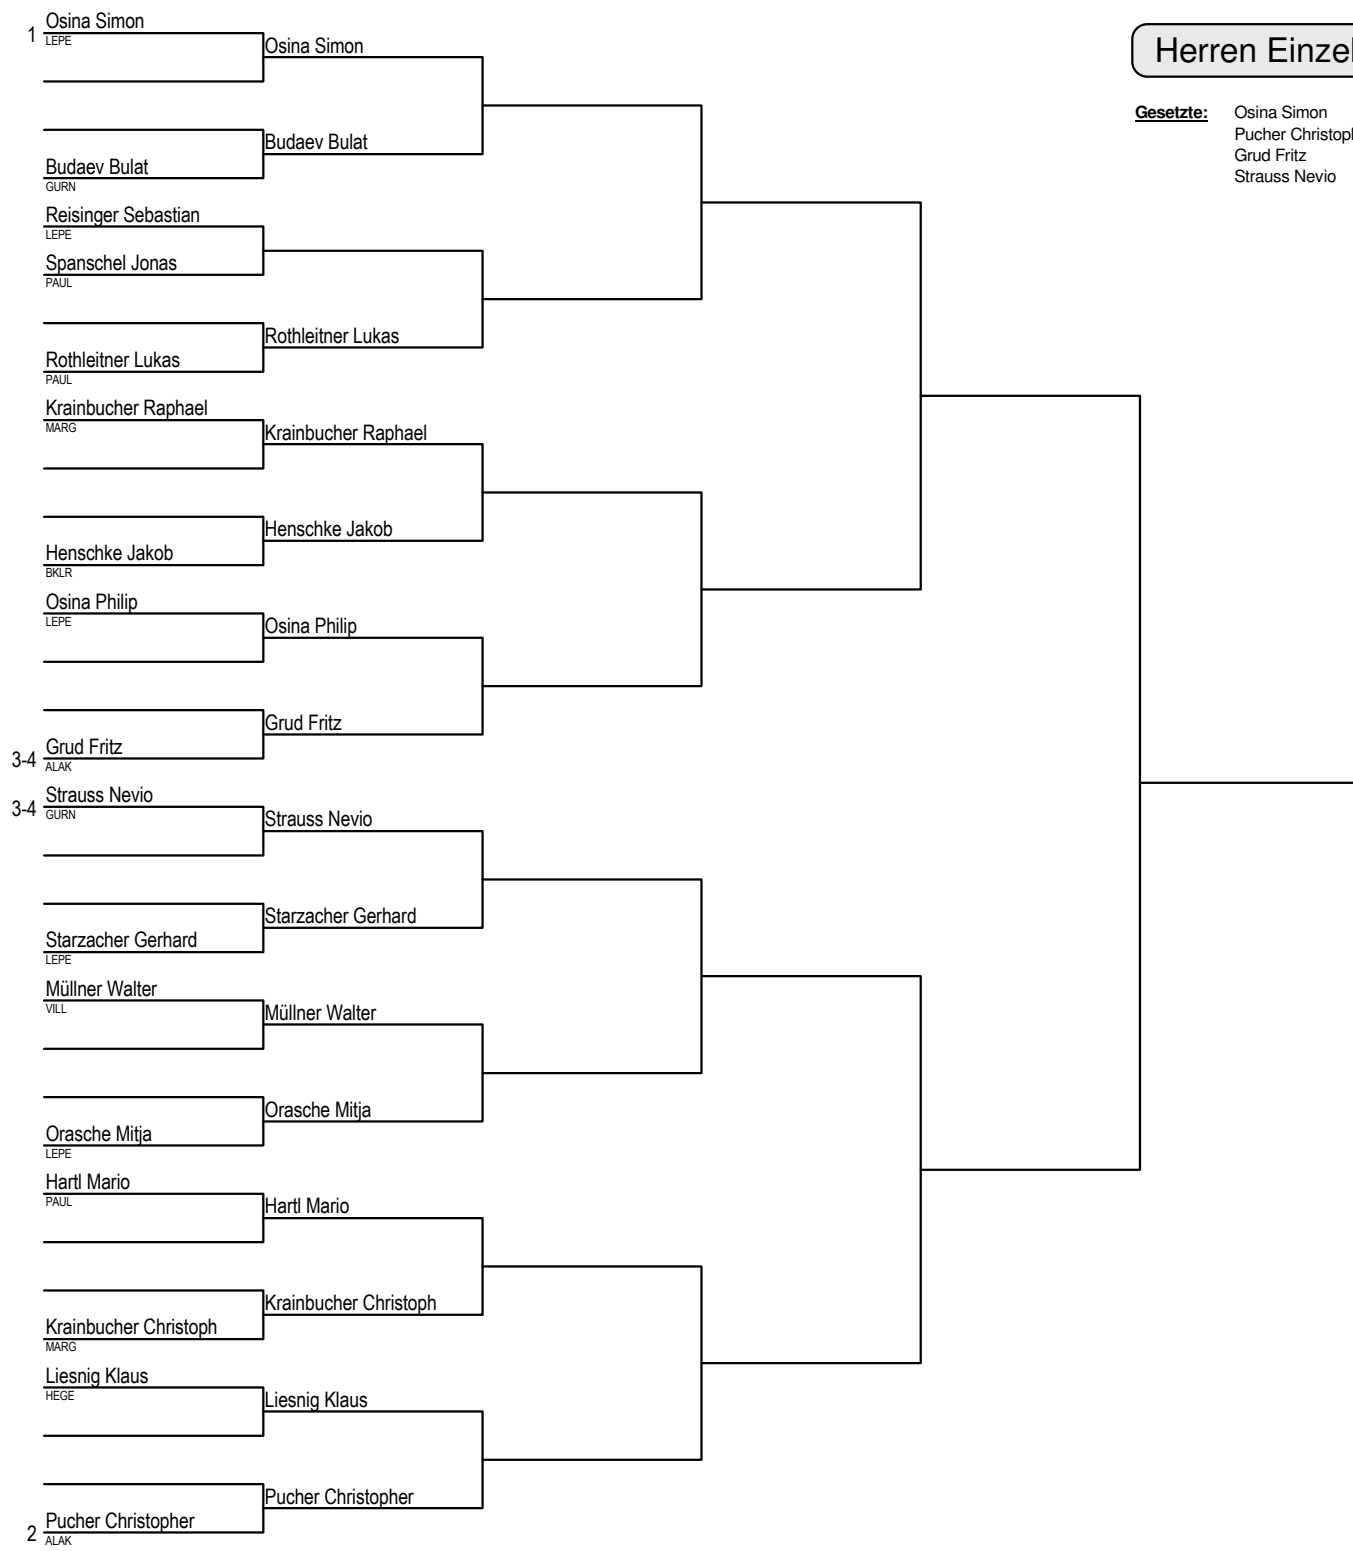 Osina Simon
1
LEPE
Osina Simon
Herren Einzel
Gesetzte:
Osina Simon
Pucher Christoph
Grud Fritz
Strauss Nevio
Budaev Bulat
Budaev Bulat
GURN
Reisinger Sebastian
LEPE
Spanschel Jonas
PAUL
Rothleitner Lukas
Rothleitner Lukas
PAUL
Krainbucher Raphael
MARG
Krainbucher Raphael
Henschke Jakob
Henschke Jakob
BKLR
Osina Philip
LEPE
Osina Philip
Grud Fritz
Grud Fritz
3-4
ALAK
Strauss Nevio
3-4
GURN
Strauss Nevio
Starzacher Gerhard
Starzacher Gerhard
LEPE
Müllner Walter
VILL
Müllner Walter
Orasche Mitja
Orasche Mitja
LEPE
Hartl Mario
PAUL
Hartl Mario
Krainbucher Christoph
Krainbucher Christoph
MARG
Liesnig Klaus
HEGE
Liesnig Klaus
Pucher Christopher
Pucher Christopher
2
ALAK